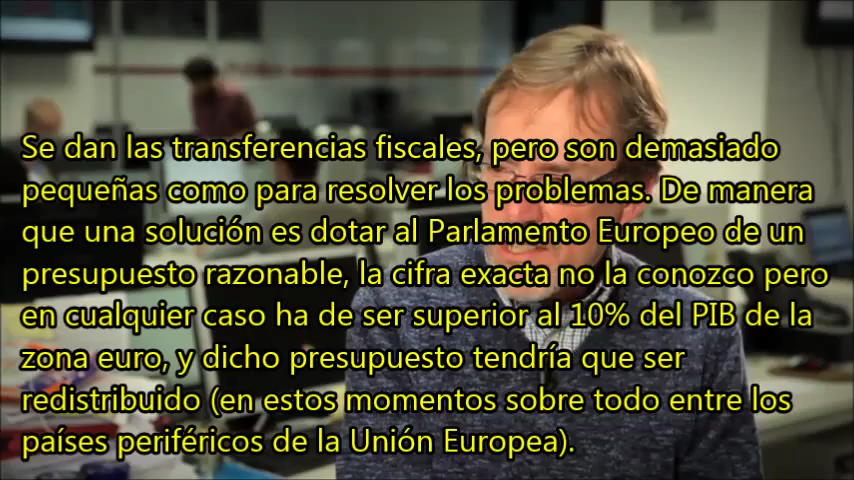 Se dan las transferencias fiscales, pero son demasiado
pequeñas como para resolver los problemas. De manera
que una solución es dotar al Parlamento Europeo de un
presupuesto razonable, la cifra exacta no la conozco pero
en cualquier caso ha de ser superior al 10% del PIB de la
zona euro, y dicho presupuesto tendría que ser
redistribuido (en estos momentos sobre todo entre los
países periféricos de la Unión Europea).